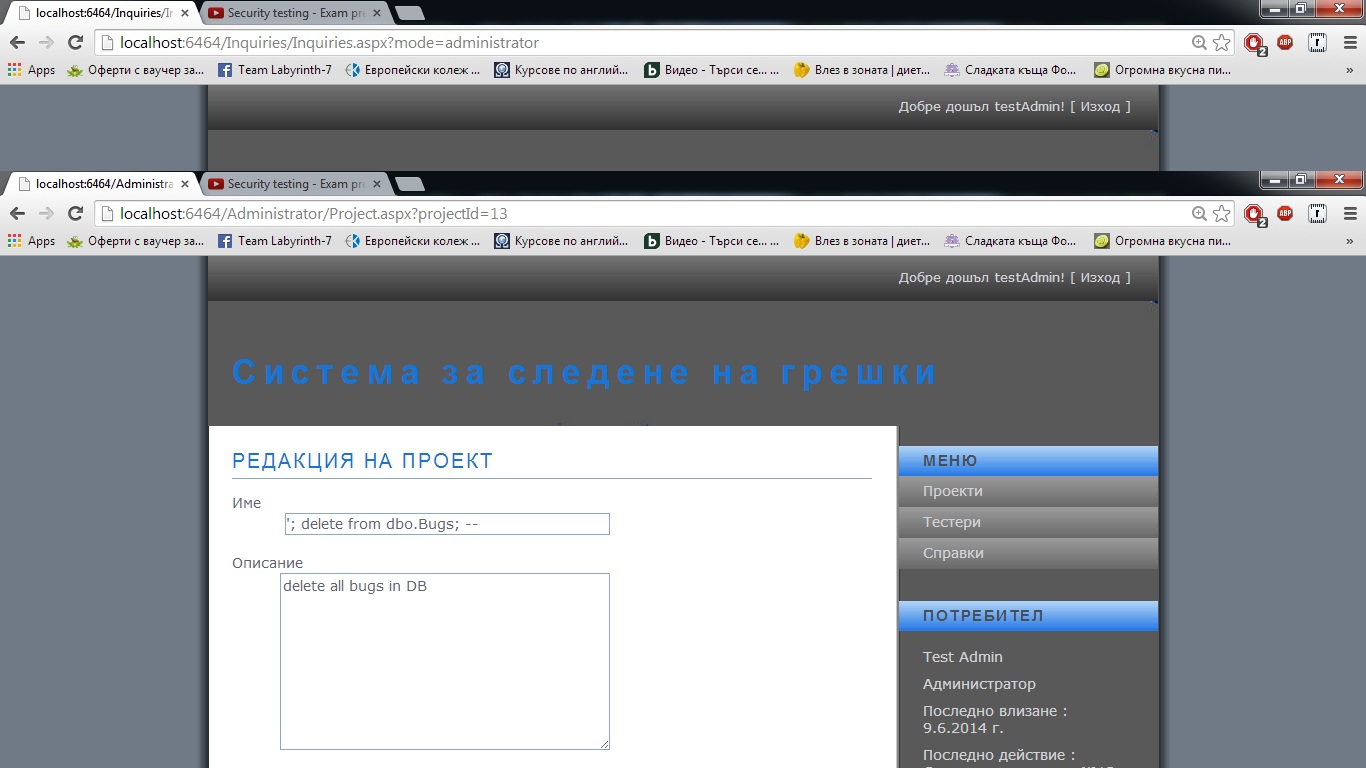 localhost:6464/Inquiries/In
Security testing - Exam pre
localhost:6464/Inquiries/Inquiries.aspx?mode=administrator
Apps
Оферти с ваучер за...
Team Labyrinth-7
Европейски колеж ...
Курсове по англий...
Видео - Търси се... ...
Влез в зоната | диет...
Сладката къща Фо...
Огромна вкусна пи...
Добре дошъл testAdmin! [ Изход ]
localhost:6464/Administra
Security testing - Exam pre
localhost:6464/Administrator/Project.aspx?projectId=13
Apps
Оферти с ваучер за...
Team Labyrinth-7
Европейски колеж ...
Курсове по англий...
Видео - Търси се... ...
Влез в зоната | диет...
Сладката къща Фо...
Огромна вкусна пи...
Добре дошъл testAdmin! [ Изход ]
Система за следене на грешки
РЕДАКЦИЯ НА ПРОЕКТ
Име
'; delete from dbo.Bugs; --
Описание
delete all bugs in DB
МЕНЮ
Проекти
Тестери
Справки
ПОТРЕБИТЕЛ
Test Admin
Администратор
Последно влизане :
9.6.2014 г.
Последно действие :